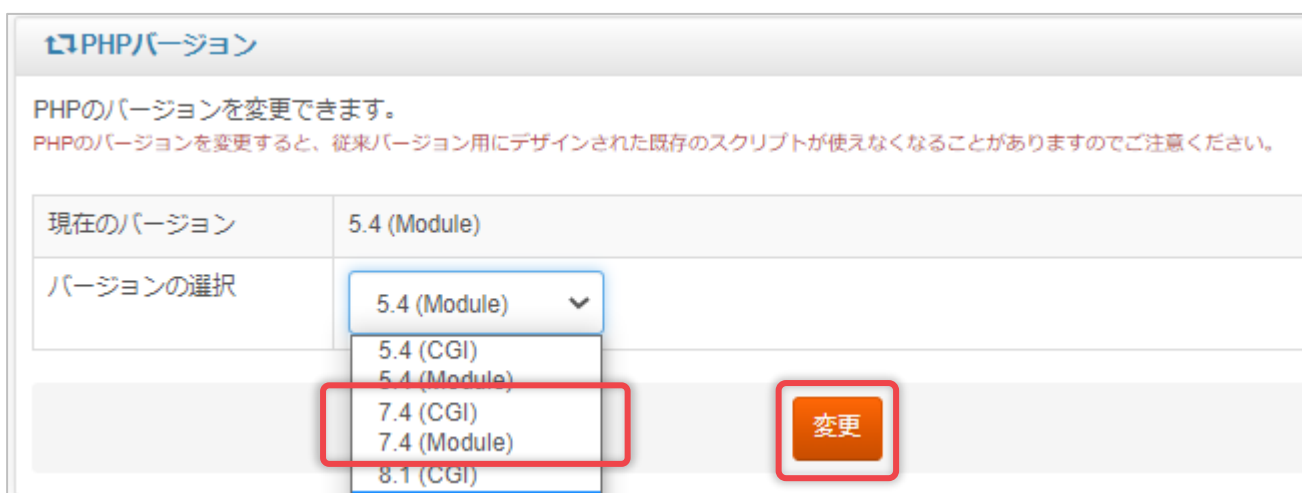 PHPバージョン
PHPのバージョンを変更できます。
PHPのバージョンを変更すると、従来バージョン用にデザインされた既存のスクリプトが使えなくなることがありますのでご注意ください。
現在のバージョン 5.4 (Module)
バージョンの選択 5.4 (Module)
5.4 (CGI)
5.4 (Module)
7.4 (CGI)
7.4 (Module)
変更
8.1 (CGI)